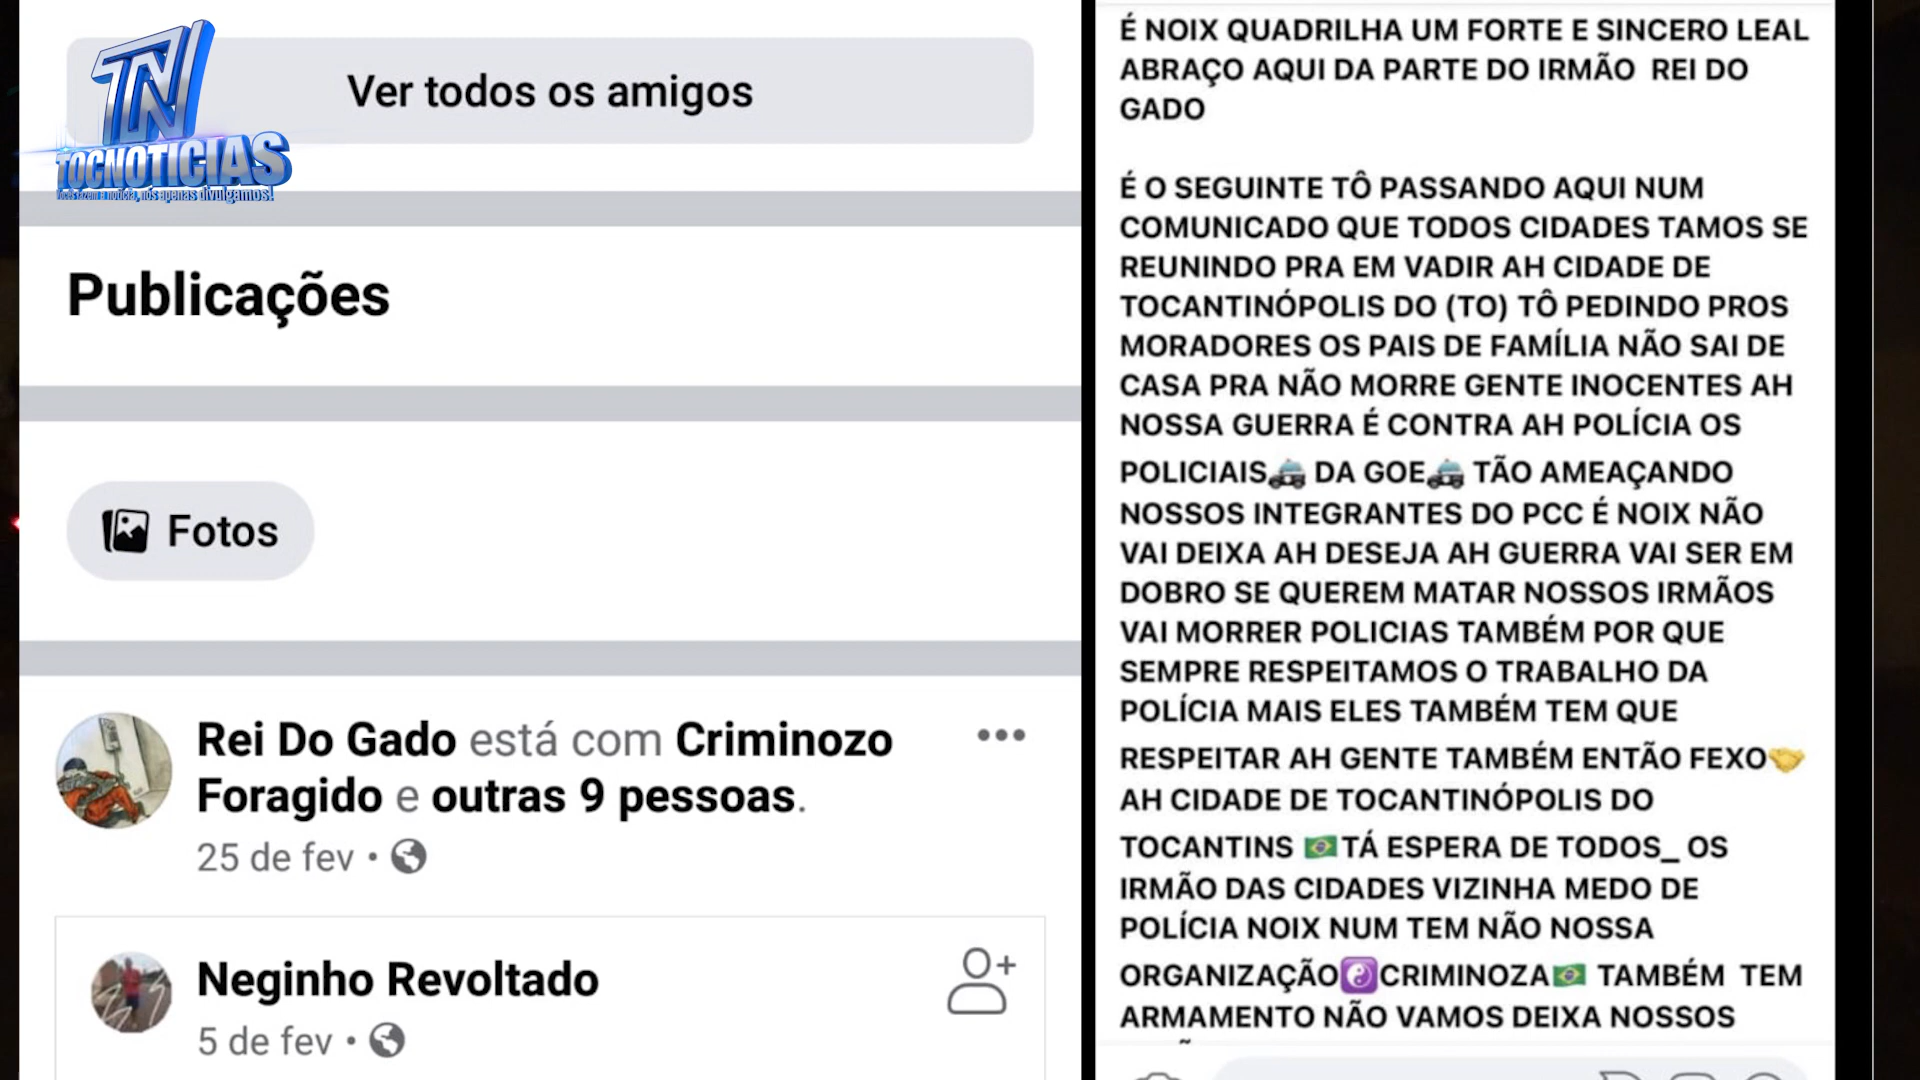 TN
TOCNOTICIAS
Vocês fazem a notícia, nós apenas divulgamos!
Ver todos os amigos
Publicações
Fotos
Rei Do Gado está com Criminozo
Foragido e outras 9 pessoas.
25 de fev •
Neginho Revoltado
5 de fev •
É NOIX QUADRILHA UM FORTE E SINCERO LEAL
ABRAÇO AQUI DA PARTE DO IRMÃO REI DO
GADO
É O SEGUINTE TÔ PASSANDO AQUI NUM
COMUNICADO QUE TODOS CIDADES TAMOS SE
REUNINDO PRA EM VADIR AH CIDADE DE
TOCANTINÓPOLIS DO (TO) TÔ PEDINDO PROS
MORADORES OS PAIS DE FAMÍLIA NÃO SAI DE
CASA PRA NÃO MORRE GENTE INOCENTES AH
NOSSA GUERRA É CONTRA AH POLÍCIA OS
POLICIAIS🚓 DA GOE🚓 TÃO AMEAÇANDO
NOSSOS INTEGRANTES DO PCC É NOIX NÃO
VAI DEIXA AH DESEJA AH GUERRA VAI SER EM
DOBRO SE QUEREM MATAR NOSSOS IRMÃOS
VAI MORRER POLICIAS TAMBÉM POR QUE
SEMPRE RESPEITAMOS O TRABALHO DA
POLÍCIA MAIS ELES TAMBÉM TEM QUE
RESPEITAR AH GENTE TAMBÉM ENTÃO FEXO🤝
AH CIDADE DE TOCANTINÓPOLIS DO
TOCANTINS 🇧🇷TÁ ESPERA DE TODOS_ OS
IRMÃO DAS CIDADES VIZINHA MEDO DE
POLÍCIA NOIX NUM TEM NÃO NOSSA
ORGANIZAÇÃO☯️CRIMINOZA🇧🇷 TAMBÉM TEM
ARMAMENTO NÃO VAMOS DEIXA NOSSOS